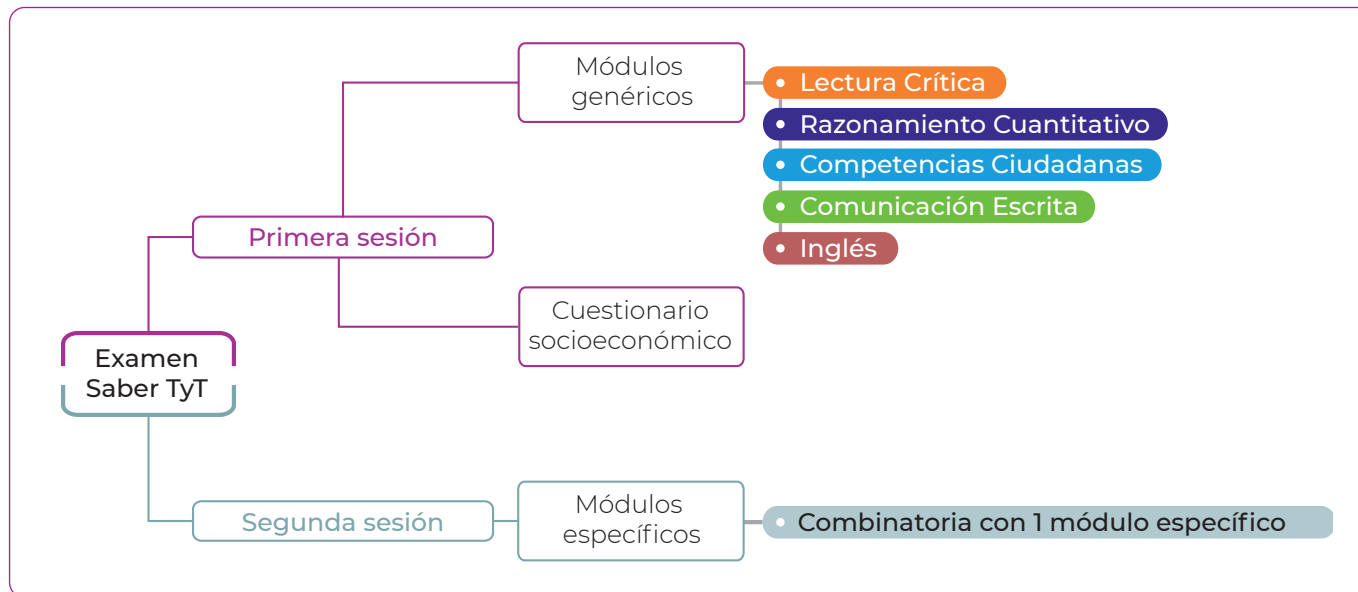 Examen
Saber TyT
Primera sesión
Módulos
genéricos
• Lectura Crítica
• Razonamiento Cuantitativo
• Competencias Ciudadanas
• Comunicación Escrita
• Inglés
Cuestionario
socioeconómico
Segunda sesión
Módulos
específicos
• Combinatoria con 1 módulo específico